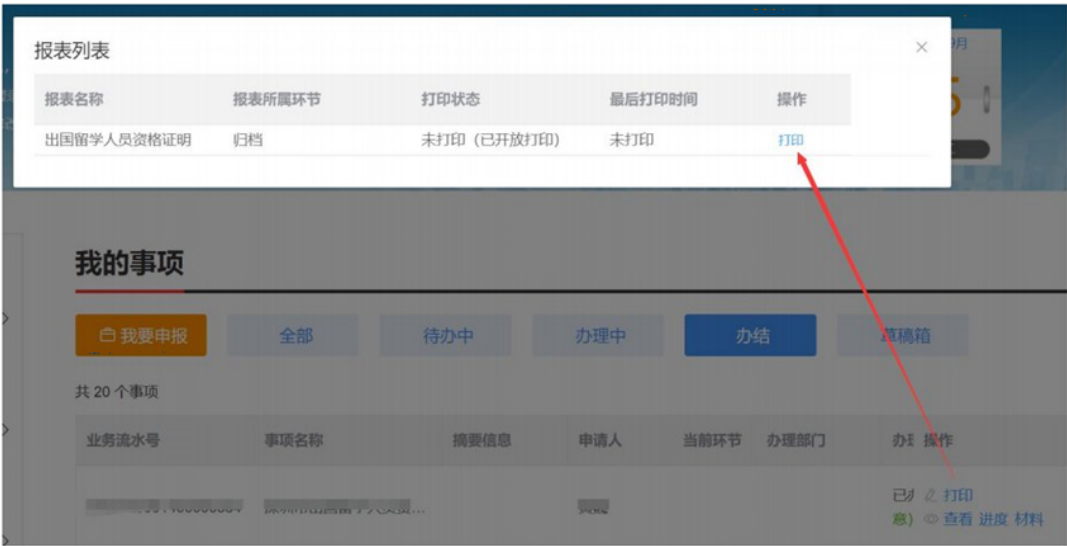 报表列表
×
9月
报表名称 报表所属环节 打印状态 最后打印时间 操作
出国留学人员资格证明 归档 未打印（已开放打印） 未打印 打印
我的事项
我要申报 全部 待办中 办理中 办结 草稿箱
共 20 个事项
业务流水号 事项名称 摘要信息 申请人 当前环节 办理部门 操作
打印
意） 查看 进度 材料